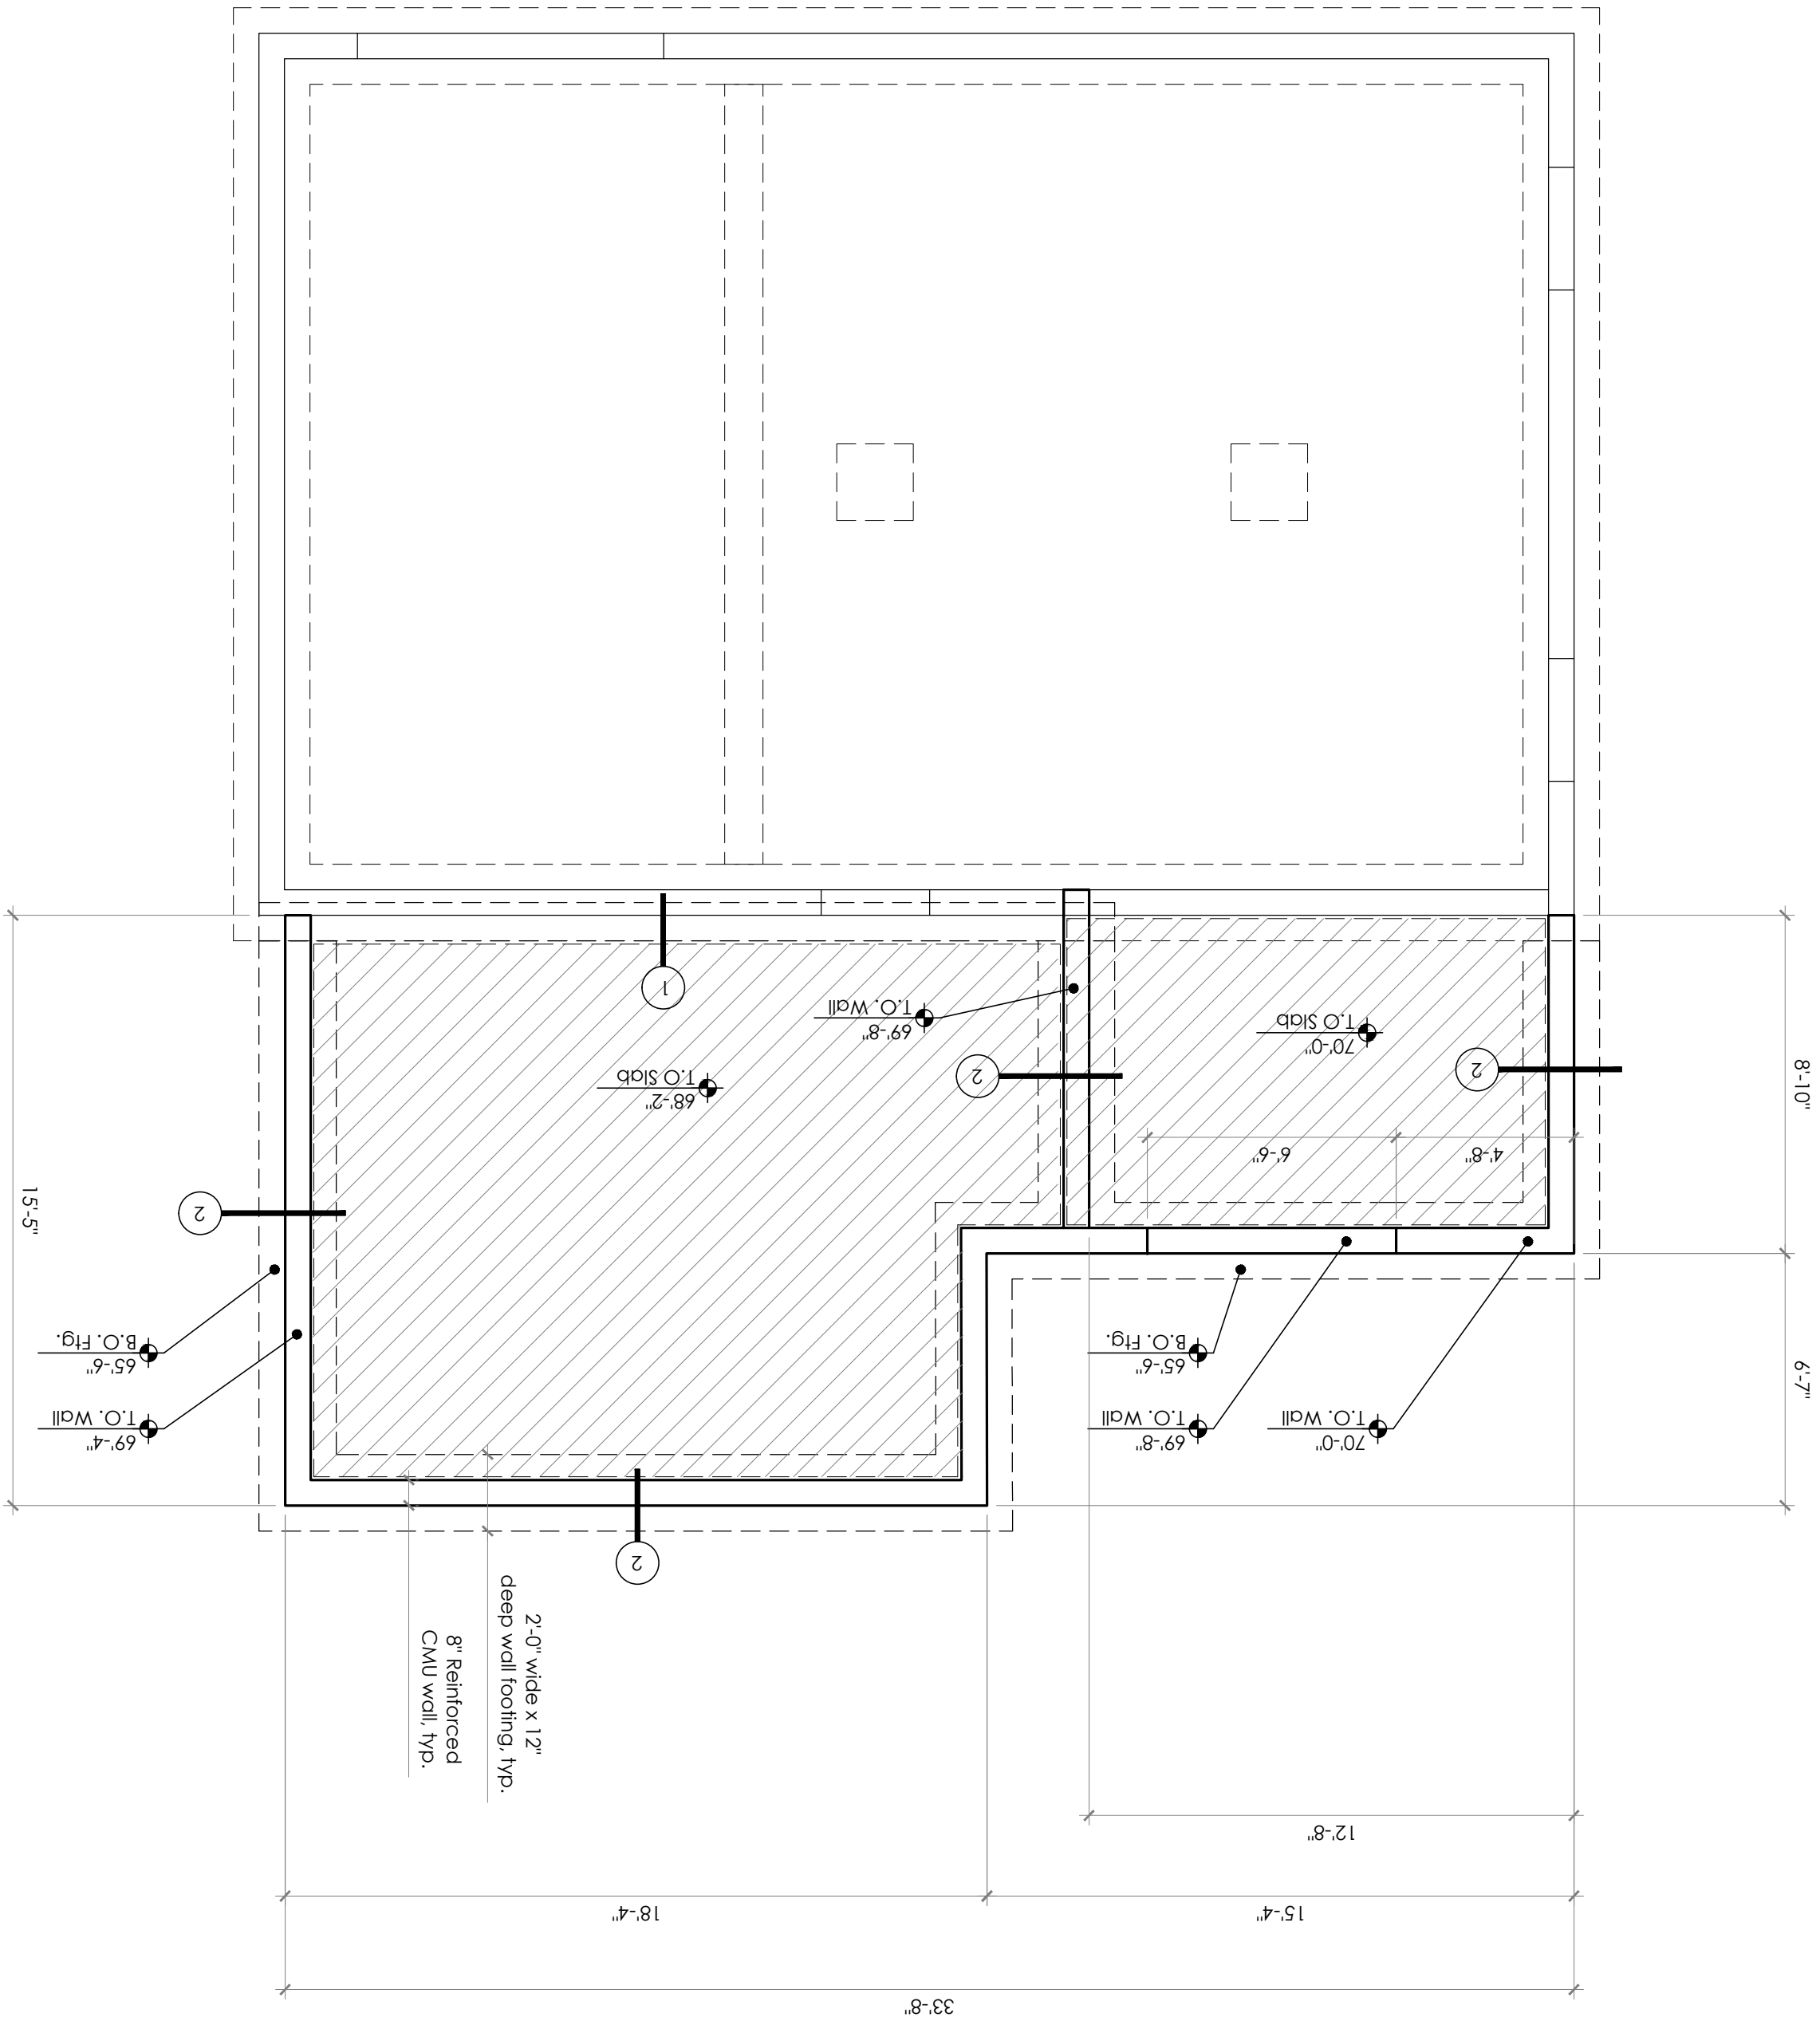 33'-8"
15'-4"
18'-4"
12'-8"
2'-0" wide x 12"
deep wall footing, typ.
8" Reinforced
CMU wall, typ.
2
70'-0"
T.O. Wall
69'-8"
T.O. Wall
69'-4"
T.O. Wall
6'-7"
65'-6"
B.O. Ftg.
65'-6"
B.O. Ftg.
15'-5"
2
4'-8"
6'-6"
8'-10"
68'-2"
T.O Slab
2
2
70'-0"
T.O Slab
69'-8"
T.O. Wall
1